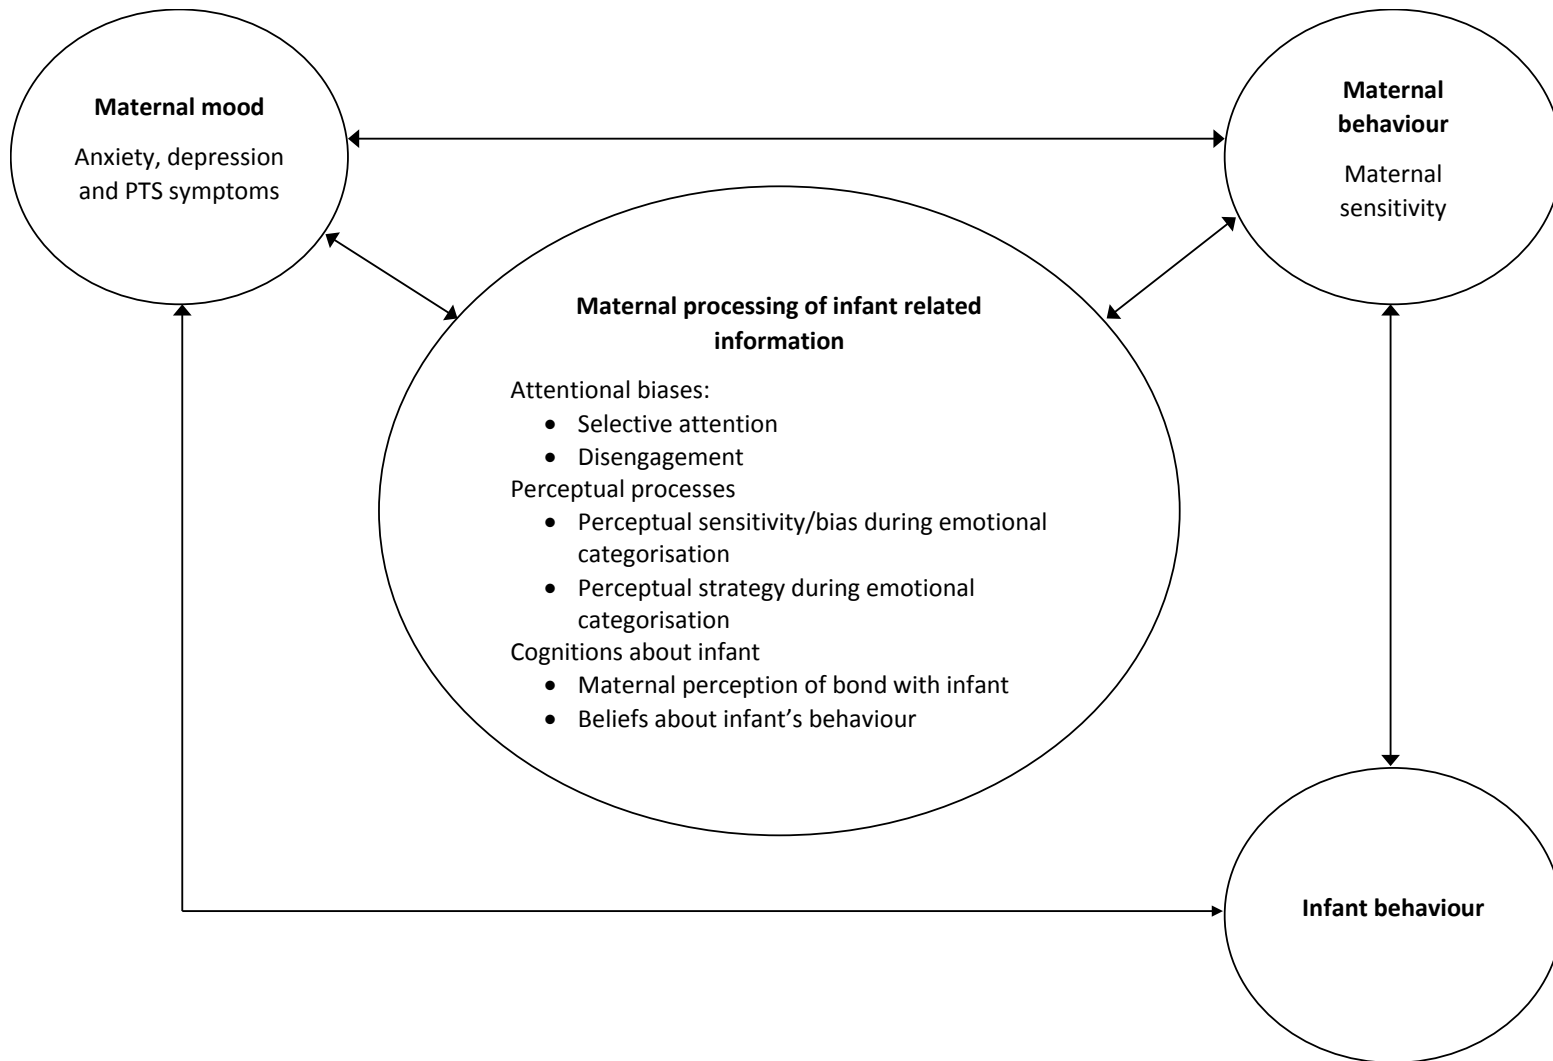 Maternal mood
Anxiety, depression
and PTS symptoms
Maternal
behaviour
Maternal
sensitivity
Maternal processing of infant related
information
Attentional biases:
• Selective attention
• Disengagement
Perceptual processes
• Perceptual sensitivity/bias during emotional
categorisation
• Perceptual strategy during emotional
categorisation
Cognitions about infant
• Maternal perception of bond with infant
• Beliefs about infant’s behaviour
Infant behaviour